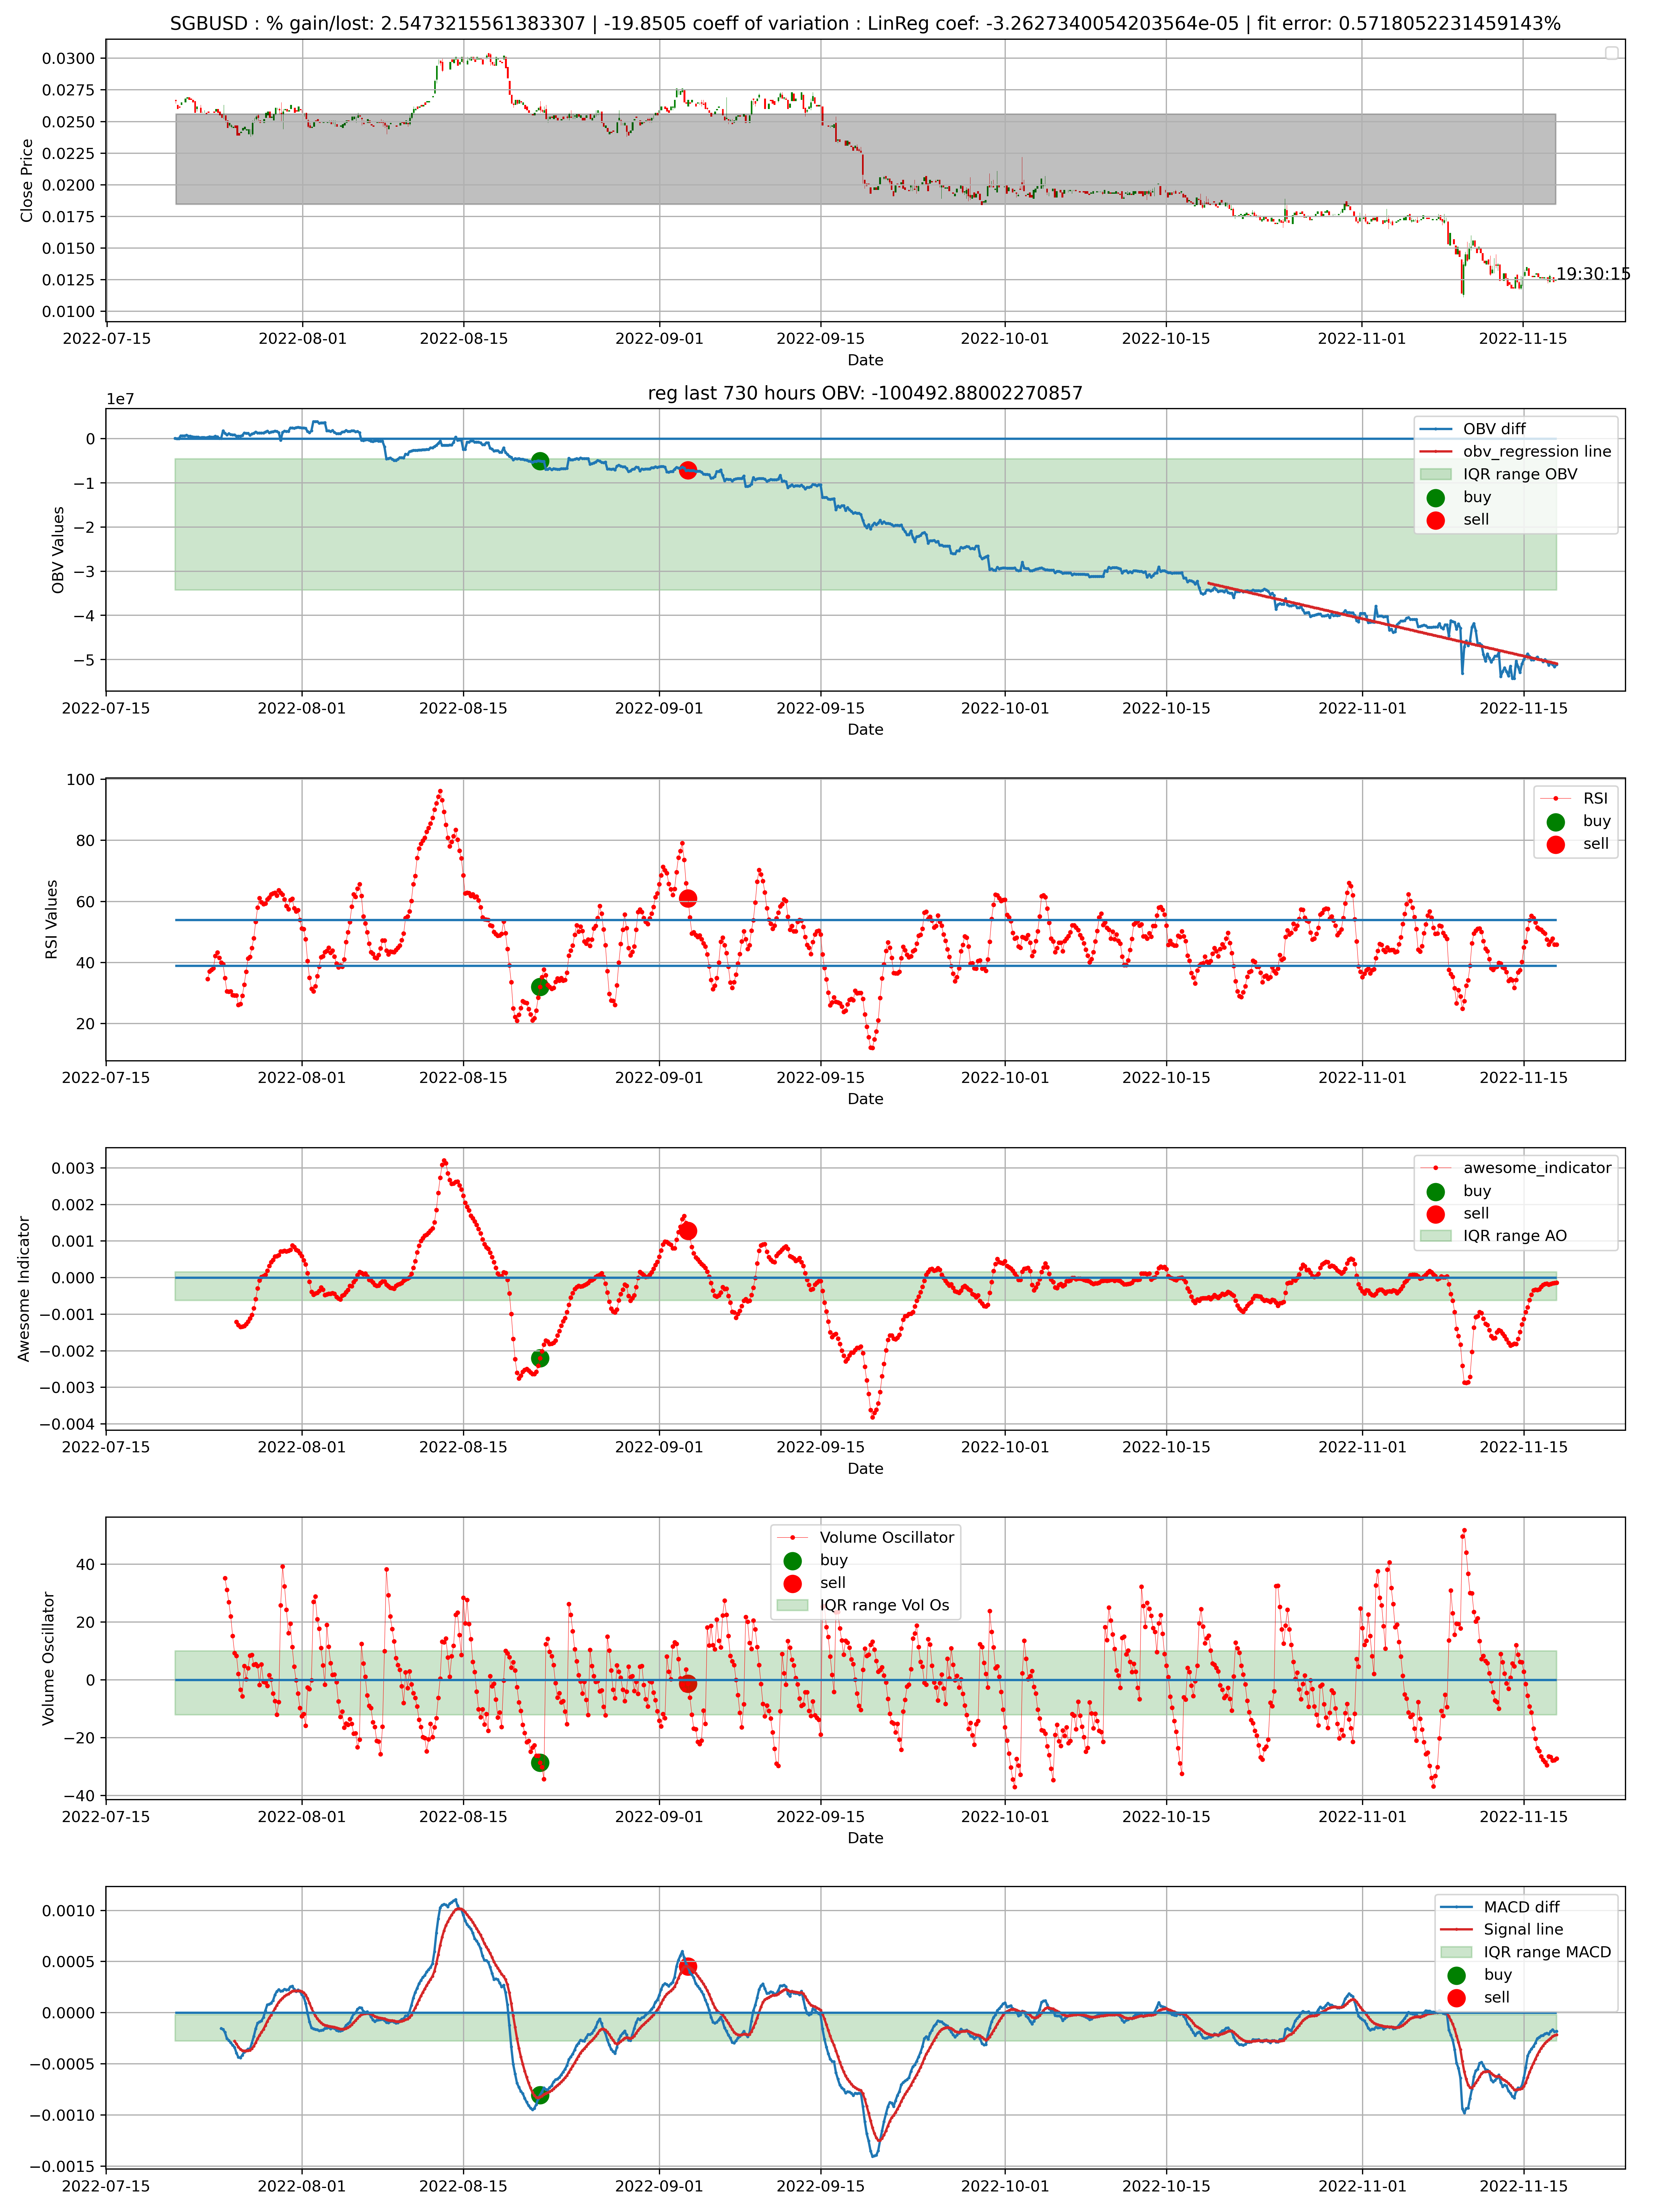 SGBUSD : % gain/lost: 2.5473215561383307 | -19.8505 coeff of variation : LinReg coef: -3.2627340054203564e-05 | fit error: 0.5718052231459143%
Close Price
0.0300
0.0275
0.0250
0.0225
0.0200
0.0175
0.0150
0.0125
0.0100
19:30:15
2022-07-15 2022-08-01 2022-08-15 2022-09-01 2022-09-15 2022-10-01 2022-10-15 2022-11-01 2022-11-15
Date
reg last 730 hours OBV: -100492.88002270857
1e7
OBV Values
0
−1
−2
−3
−4
−5
OBV diff
obv_regression line
IQR range OBV
buy
sell
2022-07-15 2022-08-01 2022-08-15 2022-09-01 2022-09-15 2022-10-01 2022-10-15 2022-11-01 2022-11-15
Date
RSI Values
100
80
60
40
20
RSI
buy
sell
2022-07-15 2022-08-01 2022-08-15 2022-09-01 2022-09-15 2022-10-01 2022-10-15 2022-11-01 2022-11-15
Date
Awesome Indicator
0.003
0.002
0.001
0.000
−0.001
−0.002
−0.003
−0.004
awesome_indicator
buy
sell
IQR range AO
2022-07-15 2022-08-01 2022-08-15 2022-09-01 2022-09-15 2022-10-01 2022-10-15 2022-11-01 2022-11-15
Date
Volume Oscillator
40
20
0
−20
−40
Volume Oscillator
buy
sell
IQR range Vol Os
2022-07-15 2022-08-01 2022-08-15 2022-09-01 2022-09-15 2022-10-01 2022-10-15 2022-11-01 2022-11-15
Date
0.0010
0.0005
0.0000
−0.0005
−0.0010
−0.0015
MACD diff
Signal line
IQR range MACD
buy
sell
2022-07-15 2022-08-01 2022-08-15 2022-09-01 2022-09-15 2022-10-01 2022-10-15 2022-11-01 2022-11-15